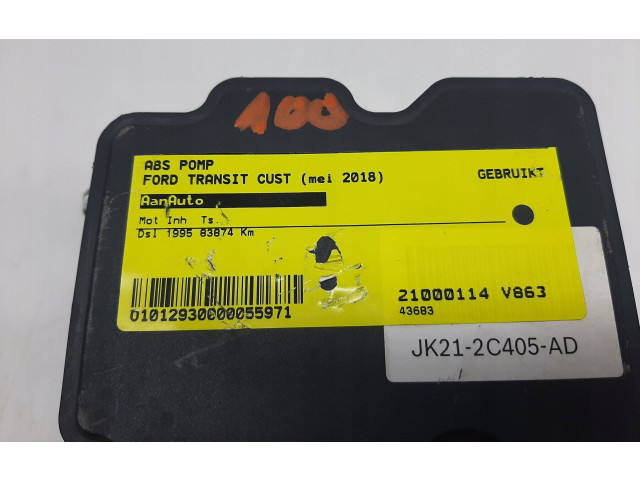 100
ABS POMP
FORD TRANSIT CUST (mei 2018)
GEBRUIKT
AanAuto
Mot Inh Ts.
Dsl 1995 83874 Km
01012930000055971
21000114 V863
43683
JK21-2C405-AD